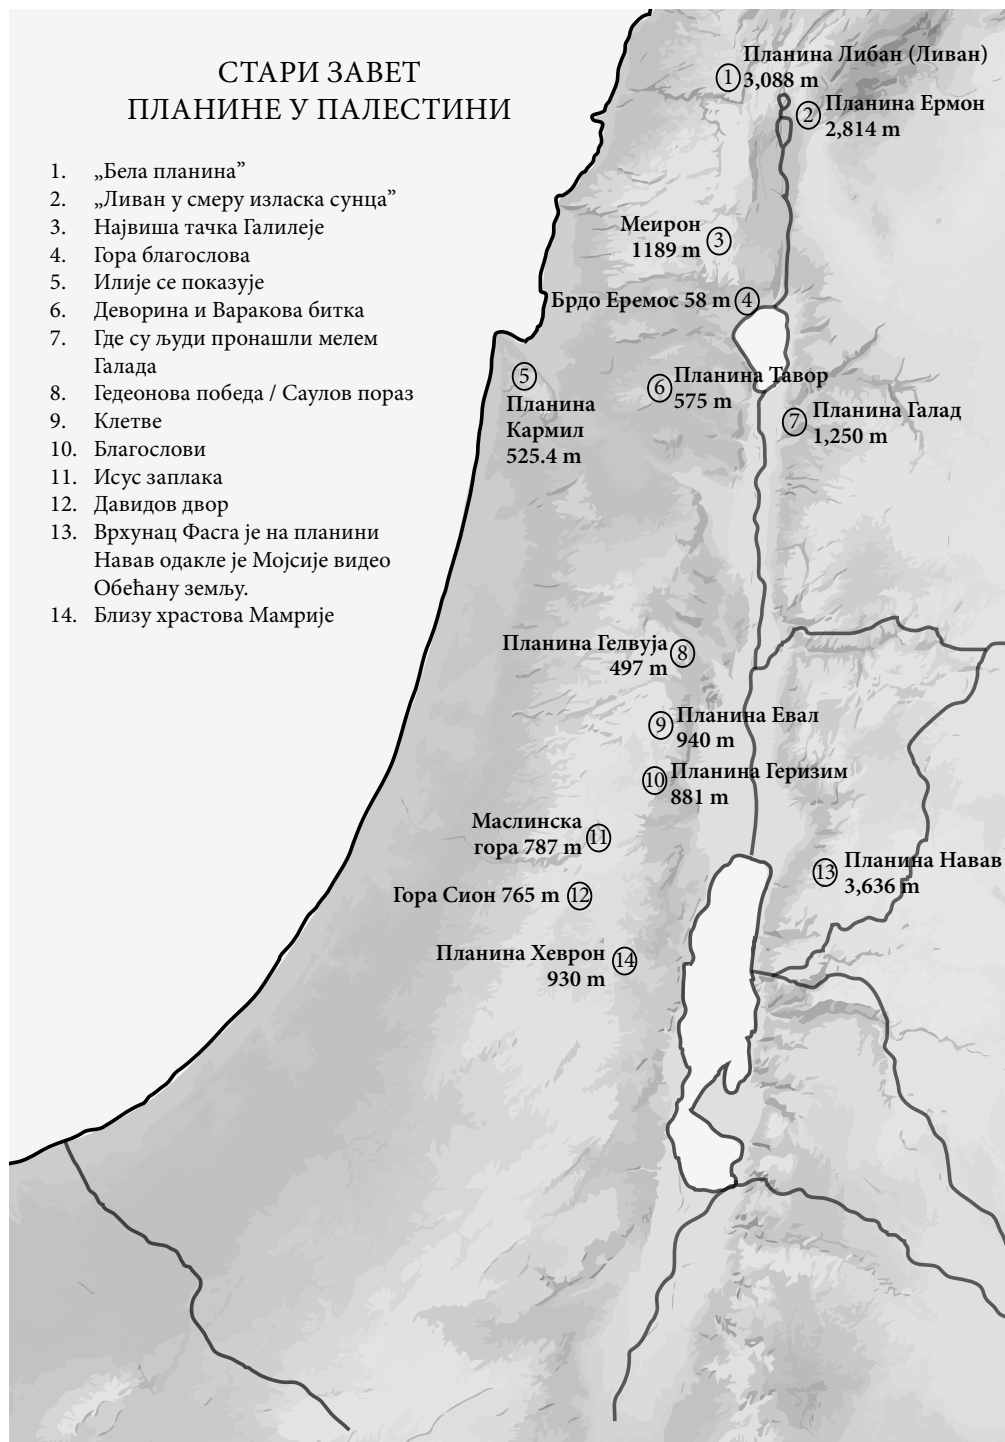 СТАРИ ЗАВЕТ
ПЛАНИНЕ У ПАЛЕСТИНИ
1. „Бела планина”
2. „Ливан у смеру изласка сунца”
3. Највиша тачка Галилеје
4. Гора благослова
5. Илије се показује
6. Деворина и Варакова битка
7. Где су људи пронашли мелем
Галада
8. Гедеонова победа / Саулов пораз
9. Клетве
10. Благослови
11. Исус заплака
12. Давидов двор
13. Врхунац Фасга је на планини
Навав одакле је Мојсије видео
Обећану земљу.
14. Близу храстова Мамрије
Планина Либан (Ливан)
1 3,088 m
2 Планина Ермон
2,814 m
Меирон
1189 m 3
Брдо Еремос 58 m 4
5
Планина
Кармил
525.4 m
6 Планина Тавор
575 m
7 Планина Галад
1,250 m
Планина Гелвуја
497 m 8
9 Планина Евал
940 m
10 Планина Геризим
881 m
Маслинска
гора 787 m 11
Гора Сион 765 m 12
13 Планина Навав
3,636 m
Планина Хеврон
930 m 14